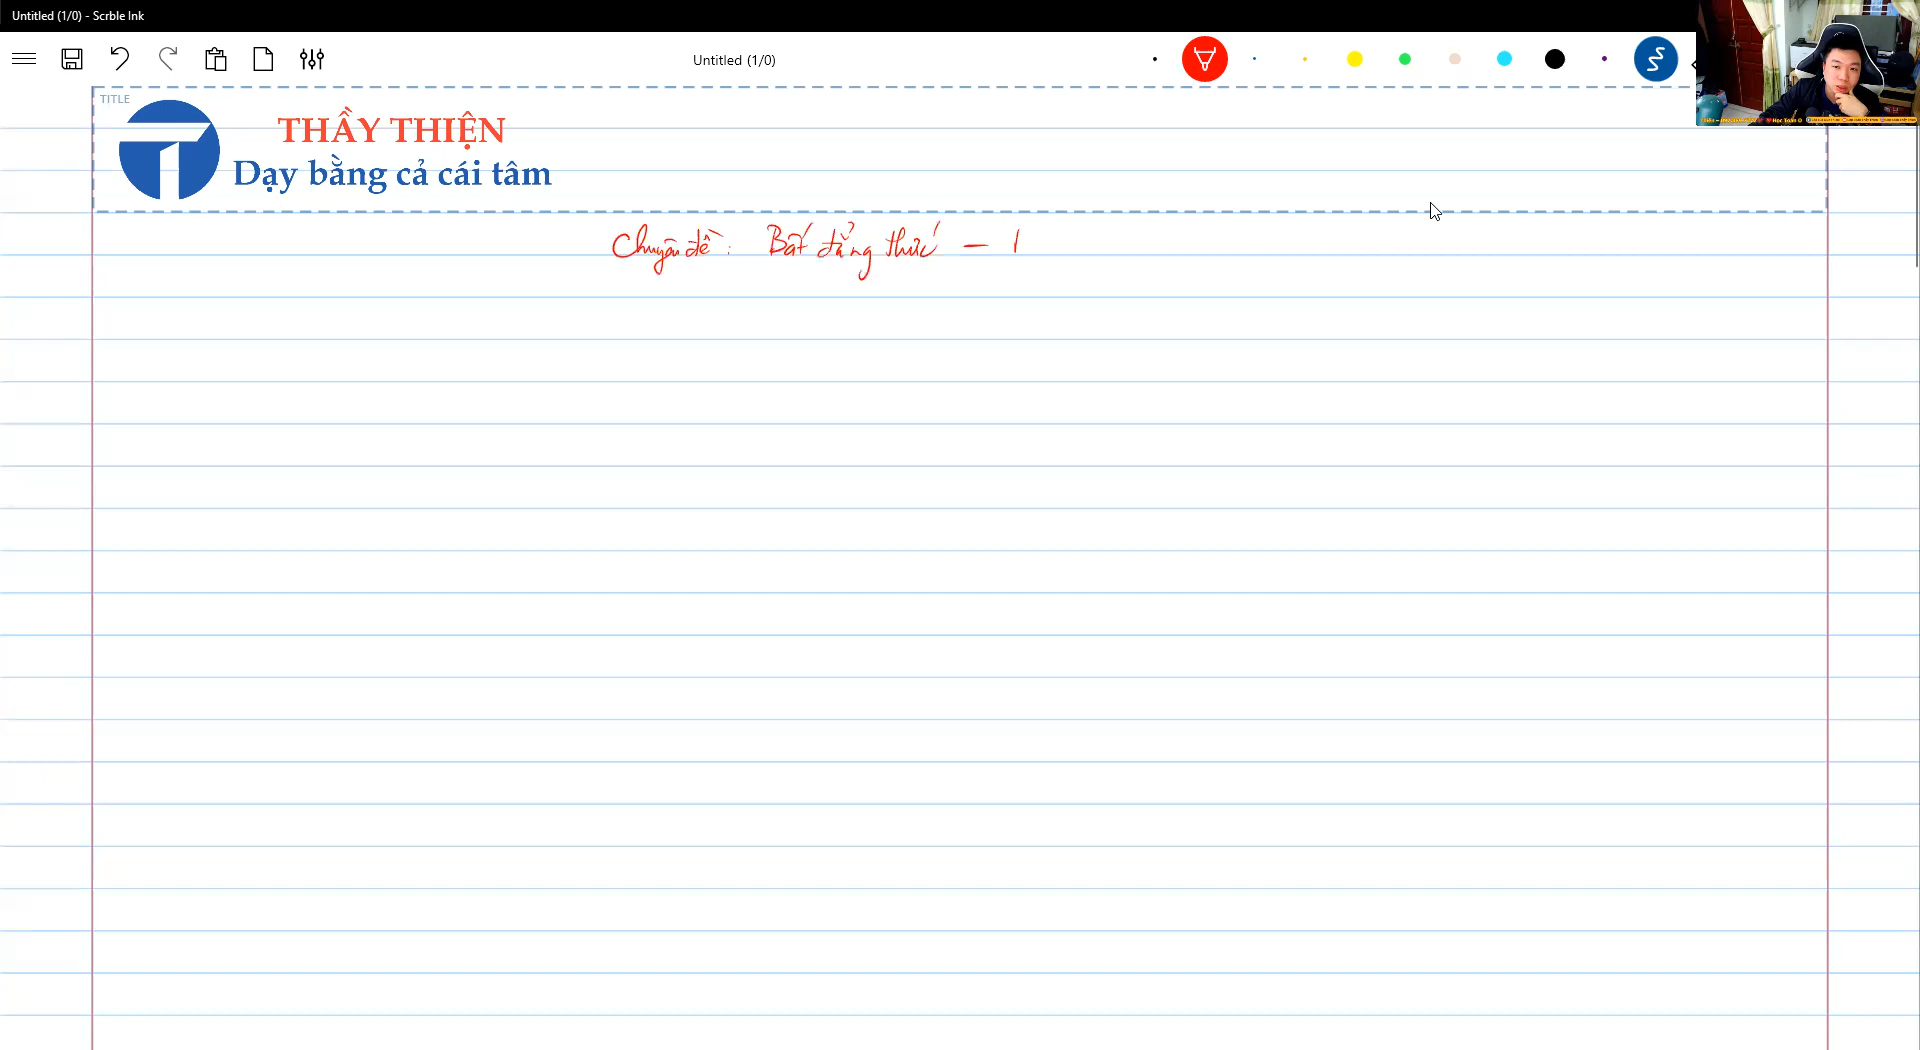 Untitled (1/0) - Scrble Ink
Untitled (1/0)
TITLE
THẦY THIỆN
Dạy bằng cả cái tâm
Chuyên đề: Bất đẳng thức - 1